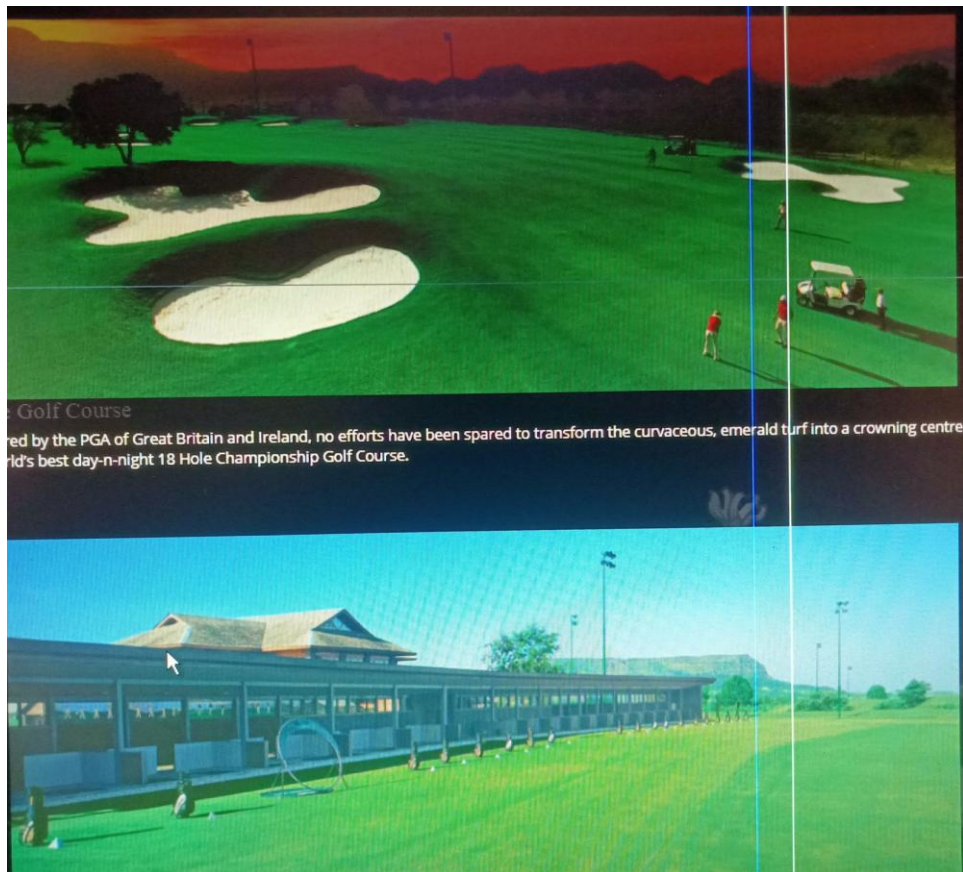 Golf Course
red by the PGA of Great Britain and Ireland, no efforts have been spared to transform the curvaceous, emerald turf into a crowning centre
rld's best day-n-night 18 Hole Championship Golf Course.